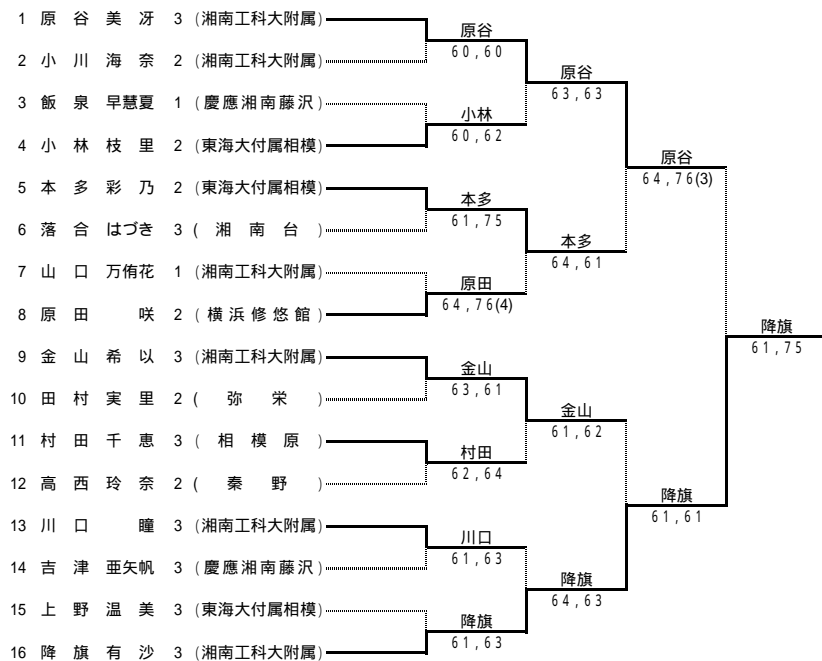 1 原 谷 美 冴 3 (湘南工科大附属)
原谷
60,60
2 小 川 海 奈 2 (湘南工科大附属)
原谷
63,63
3 飯 泉 早慧夏 1 (慶應湘南藤沢)
小林
60,62
4 小 林 枝 里 2 (東海大付属相模)
原谷
64,76(3)
5 本 多 彩 乃 2 (東海大付属相模)
本多
61,75
6 落 合 はづき 3 ( 湘 南 台 )
本多
64,61
7 山 口 万侑花 1 (湘南工科大附属)
原田
64,76(4)
8 原 田 咲 2 (横浜修悠館)
降旗
61,75
9 金 山 希 以 3 (湘南工科大附属)
金山
63,61
10 田 村 実 里 2 ( 弥 栄 )
金山
61,62
11 村 田 千 恵 3 ( 相 模 原 )
村田
62,64
12 高 西 玲 奈 2 ( 秦 野 )
降旗
61,61
13 川 口 瞳 3 (湘南工科大附属)
川口
61,63
14 吉 津 亜矢帆 3 (慶應湘南藤沢)
降旗
64,63
15 上 野 温 美 3 (東海大付属相模)
降旗
61,63
16 降 旗 有 沙 3 (湘南工科大附属)